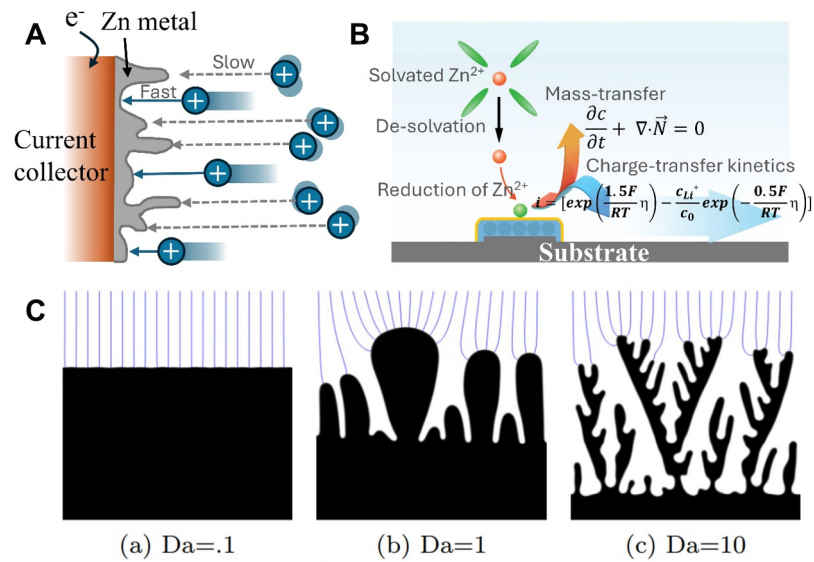 A
e-
Zn metal
Slow
Fast
Current
collector
B
Solvated Zn²⁺
De-solvation
Reduction of Zn²⁺
Mass-transfer
∂c/∂t + ∇·N⃗ = 0
Charge-transfer kinetics
i = [exp(1.5F/RT η) − c_Li⁺/c₀ exp(−0.5F/RT η)]
Substrate
C
(a) Da=.1
(b) Da=1
(c) Da=10